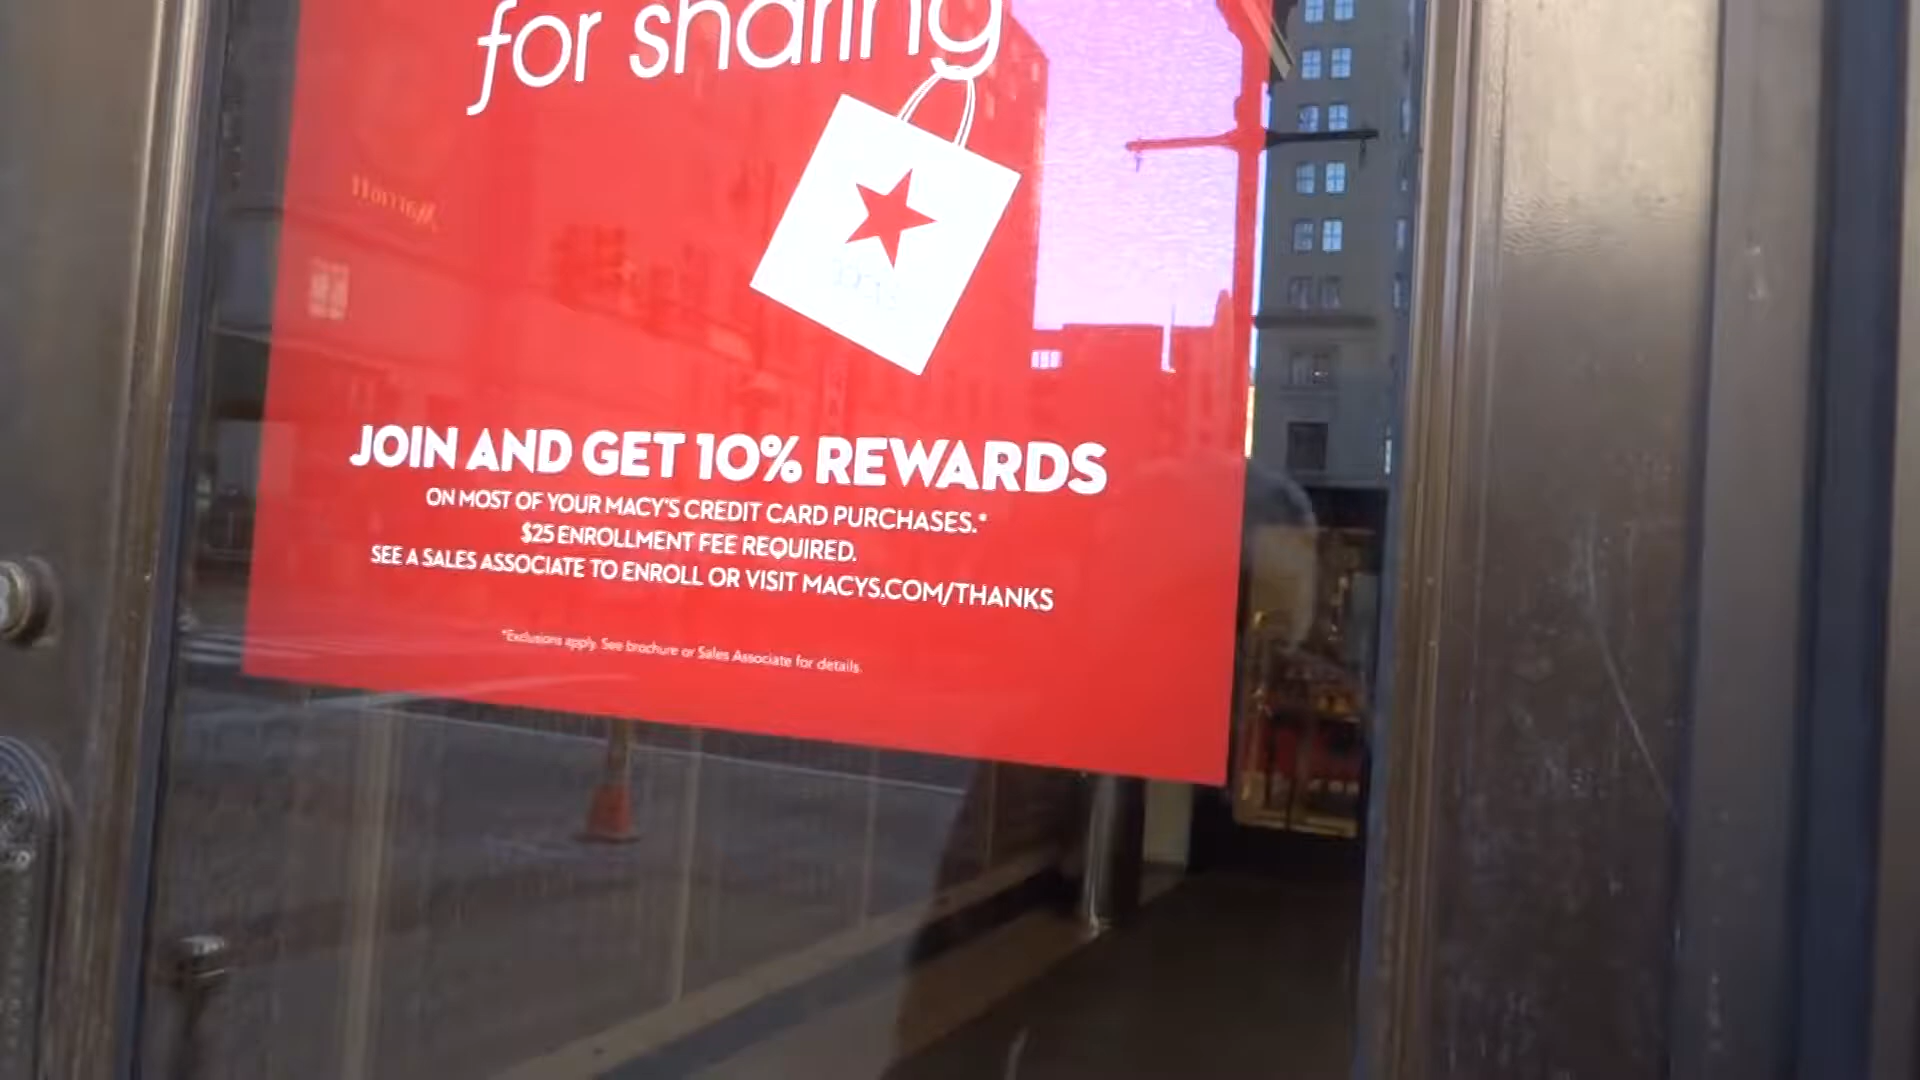 for sharing
JOIN AND GET 10% REWARDS
ON MOST OF YOUR MACY'S CREDIT CARD PURCHASES.*
$25 ENROLLMENT FEE REQUIRED.
SEE A SALES ASSOCIATE TO ENROLL OR VISIT MACYS.COM/THANKS
*Exclusions apply. See brochure or Sales Associate for details.